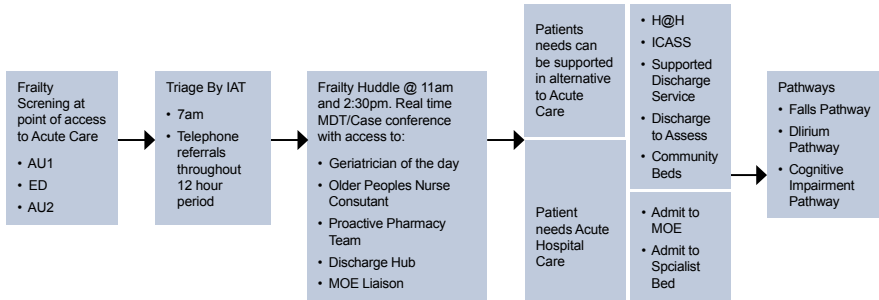 Frailty
Screning at
point of access
to Acute Care
• AU1
• ED
• AU2
Triage By IAT
• 7am
• Telephone
referrals
throughout
12 hour
period
Frailty Huddle @ 11am
and 2:30pm. Real time
MDT/Case conference
with access to:
• Geriatrician of the day
• Older Peoples Nurse
Consutant
• Proactive Pharmacy
Team
• Discharge Hub
• MOE Liaison
Patients
needs can
be supported
in alternative
to Acute
Care
• H@H
• ICASS
• Supported
Discharge
Service
• Discharge
to Assess
• Community
Beds
Patient
needs Acute
Hospital
Care
• Admit to
MOE
• Admit to
Spcialist
Bed
Pathways
• Falls Pathway
• Dlirium
Pathway
• Cognitive
Impairment
Pathway